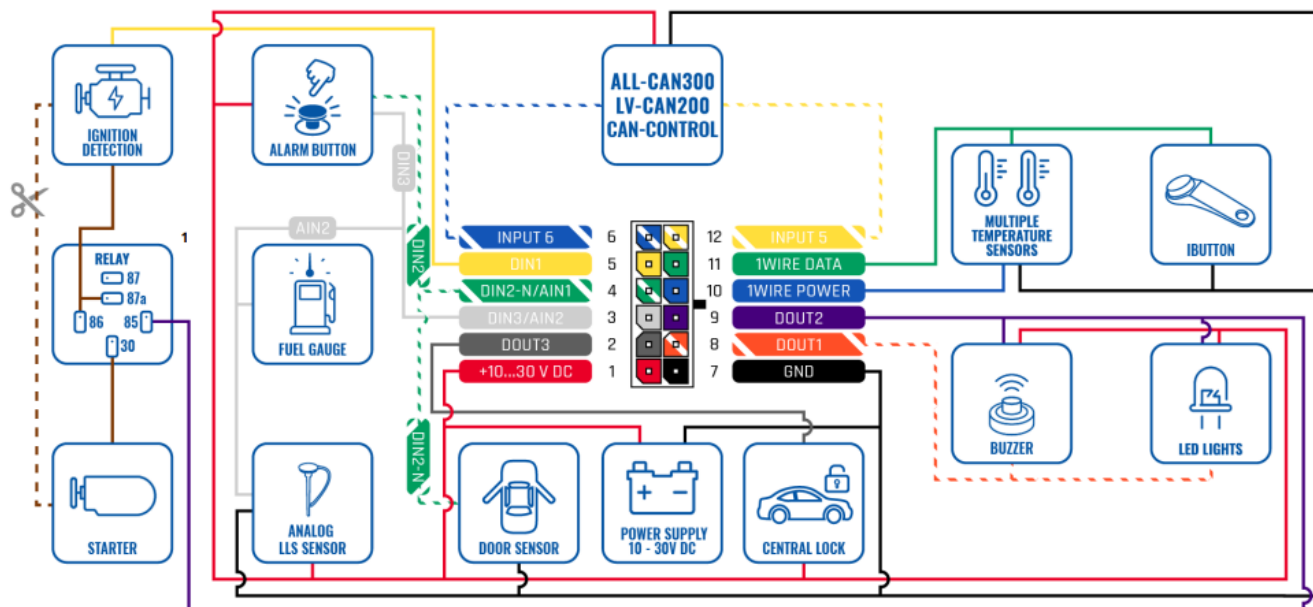 ALL-CAN300
LV-CAN200
CAN-CONTROL
IGNITION
DETECTION
ALARM BUTTON
DIN3
AIN2
MULTIPLE
TEMPERATURE
SENSORS
IBUTTON
1
RELAY
87
87a
86
85
30
FUEL GAUGE
DIN2
INPUT 6
6
12
INPUT 5
DIN1
5
11
1WIRE DATA
DIN2-N/AIN1
4
10
1WIRE POWER
DIN3/AIN2
3
9
DOUT2
DOUT3
2
8
DOUT1
+10...30 V DC
1
7
GND
DIN2-N
BUZZER
LED LIGHTS
STARTER
ANALOG
LLS SENSOR
DOOR SENSOR
POWER SUPPLY
10 - 30V DC
CENTRAL LOCK